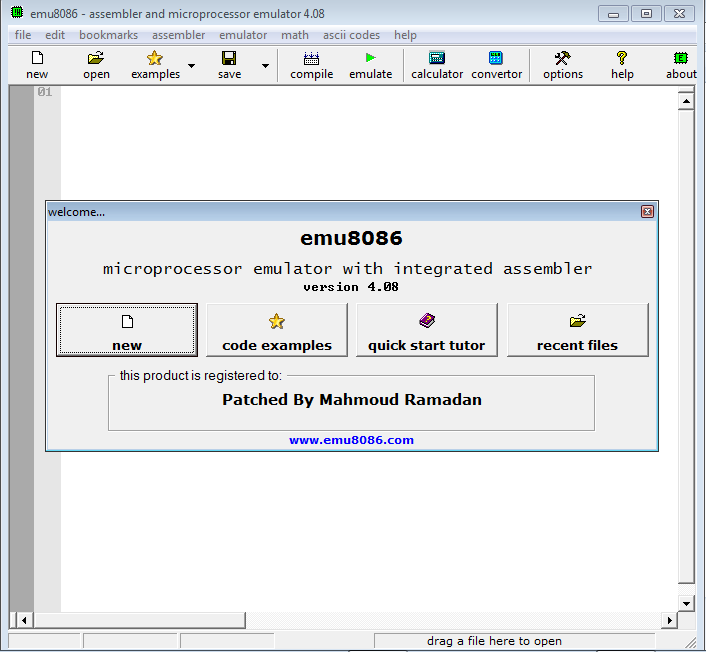 emu8086 - assembler and microprocessor emulator 4.08
file edit bookmarks assembler emulator math ascii codes help
new open examples save compile emulate calculator convertor options help about
01
welcome...
emu8086
microprocessor emulator with integrated assembler
version 4.08
new code examples quick start tutor recent files
this product is registered to:
Patched By Mahmoud Ramadan
www.emu8086.com
drag a file here to open